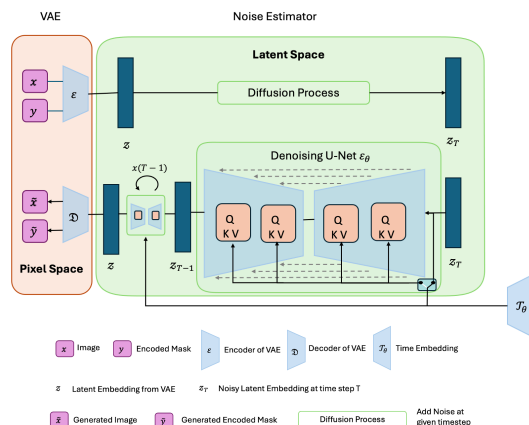 VAE
Noise Estimator
Latent Space
x
y
ε
z
Diffusion Process
z_T
x(T−1)
Denoising U-Net ε_θ
x̃
ỹ
𝔇
z
z_{T−1}
Q
K V
Q
K V
Q
K V
Q
K V
z_T
Pixel Space
𝒯_θ
x Image
y Encoded Mask
ε Encoder of VAE
𝔇 Decoder of VAE
𝒯_θ Time Embedding
z Latent Embedding from VAE
z_T Noisy Latent Embedding at time step T
x̃ Generated Image
ỹ Generated Encoded Mask
Diffusion Process
Add Noise at
given timestep